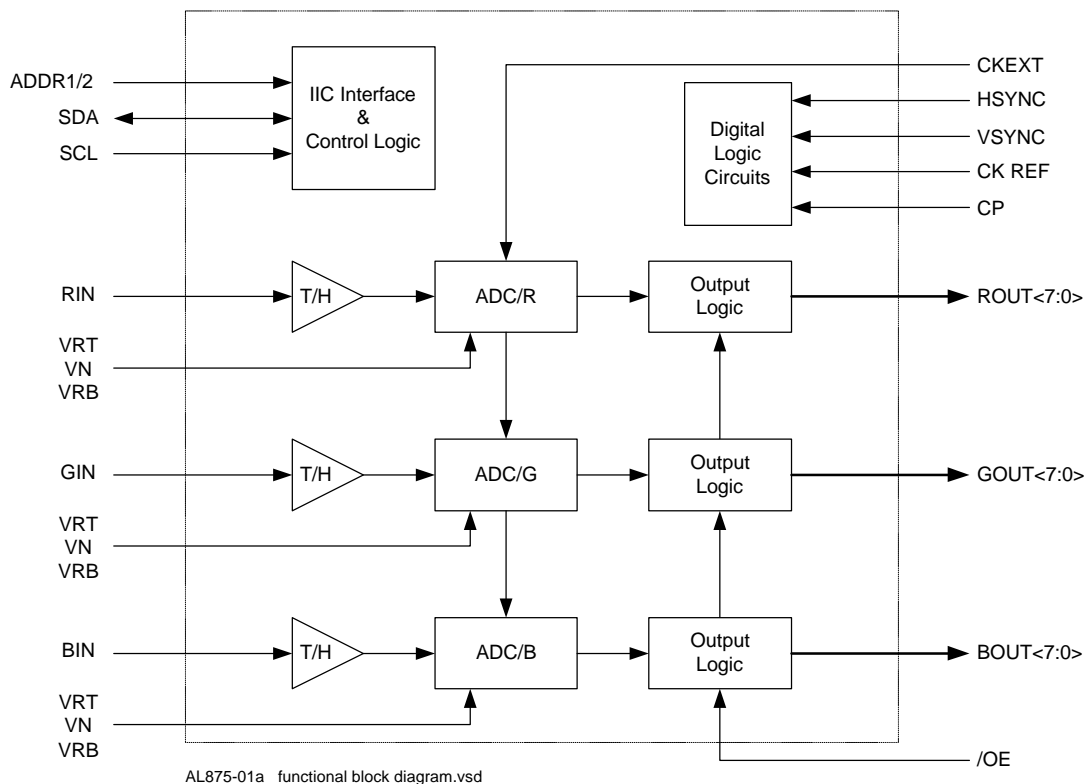 ADDR1/2
SDA
SCL
IIC Interface
&
Control Logic
Digital
Logic
Circuits
CKEXT
HSYNC
VSYNC
CK REF
CP
RIN
T/H
ADC/R
Output
Logic
ROUT<7:0>
VRT
VN
VRB
GIN
T/H
ADC/G
Output
Logic
GOUT<7:0>
VRT
VN
VRB
BIN
T/H
ADC/B
Output
Logic
BOUT<7:0>
VRT
VN
VRB
/OE
AL875-01a functional block diagram.vsd